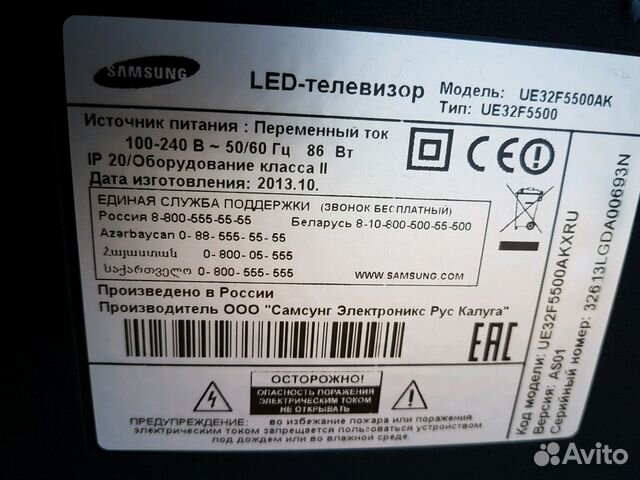 SAMSUNG
LED-телевизор
Модель: UE32F5500AK
Тип: UE32F5500
Источник питания : Переменный ток
100-240 В ~ 50/60 Гц 86 Вт
IP 20/Оборудование класса II
Дата изготовления: 2013.10.
ЕДИНАЯ СЛУЖБА ПОДДЕРЖКИ (ЗВОНОК БЕСПЛАТНЫЙ)
Россия 8-800-555-55-55 Беларусь 8-10-800-500-55-500
Azərbaycan 0- 88- 555- 55- 55
Հայաստան 0- 800- 05- 555
საქართველო 0- 800- 555- 555
WWW.SAMSUNG.COM
Произведено в России
Производитель ООО "Самсунг Электроникс Рус Калуга"
CE
EAC
ОСТОРОЖНО!
ОПАСНОСТЬ ПОРАЖЕНИЯ
ЭЛЕКТРИЧЕСКИМ ТОКОМ
НЕ ОТКРЫВАТЬ
ПРЕДУПРЕЖДЕНИЕ: во избежание пожара или поражения
электрическим током запрещается пользоваться устройством
под дождем или во влажной среде.
Код модели: UE32F5500AKXRU
Версия: AS01
Серийный номер: 32613LGDA00693N
Avito